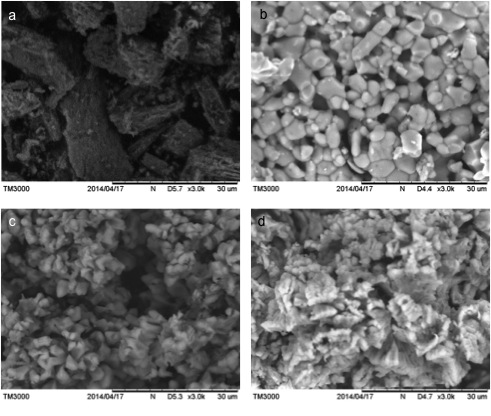 a
b
TM3000 2014/04/17 N D5.7 x3.0k 30 um
TM3000 2014/04/17 N D4.4 x3.0k 30 um
c
d
TM3000 2014/04/17 N D5.3 x3.0k 30 um
TM3000 2014/04/17 N D4.7 x3.0k 30 um